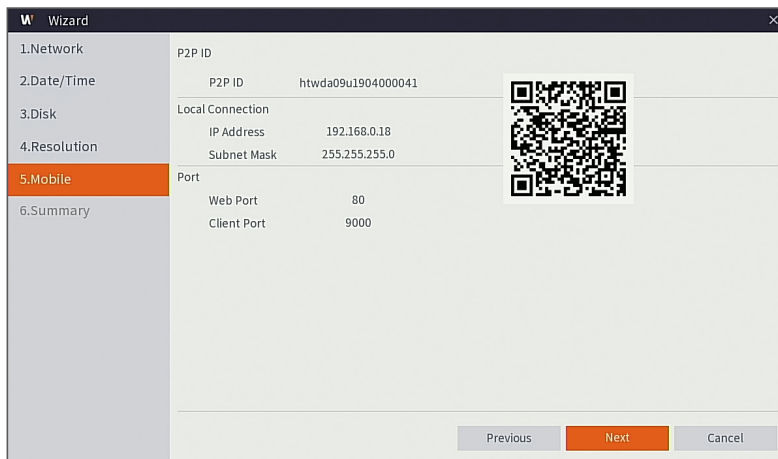 W Wizard
1.Network
2.Date/Time
3.Disk
4.Resolution
5.Mobile
6.Summary
P2P ID
P2P ID htwda09u1904000041
Local Connection
IP Address 192.168.0.18
Subnet Mask 255.255.255.0
Port
Web Port 80
Client Port 9000
Previous Next Cancel